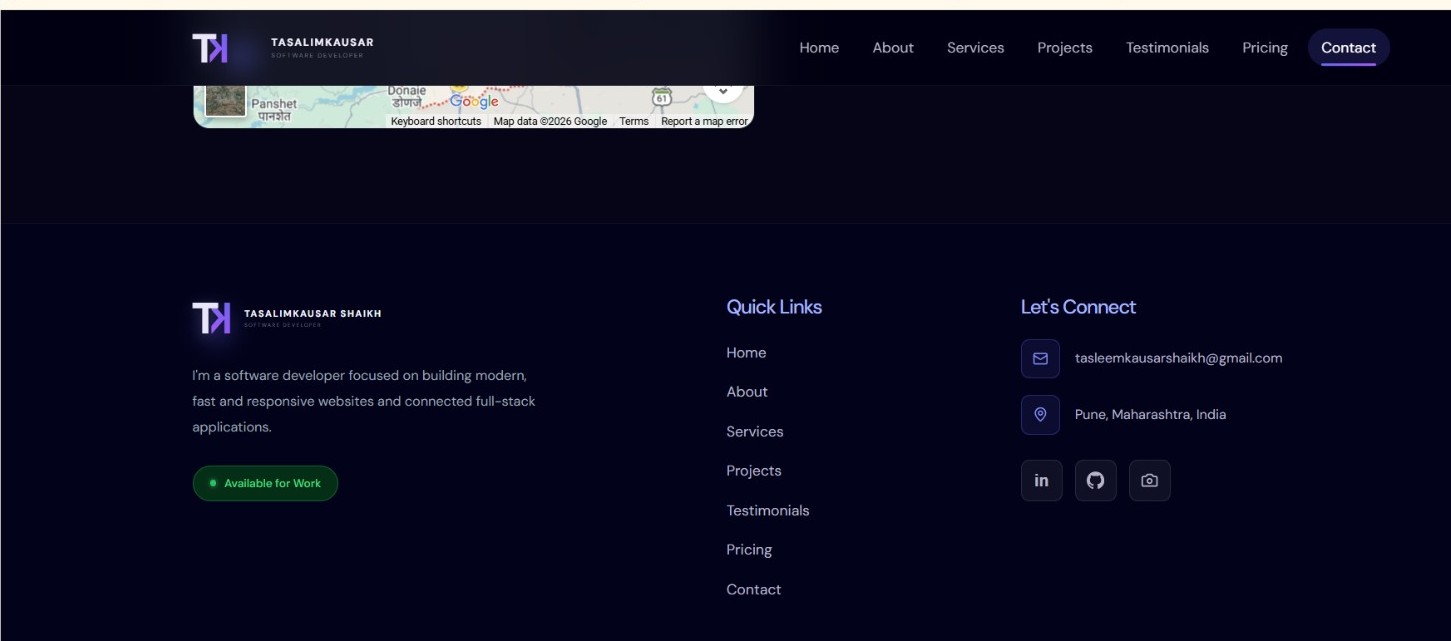 TK
TASALIMKAUSAR
SOFTWARE DEVELOPER
Home
About
Services
Projects
Testimonials
Pricing
Contact
Panshet
पानशेत
Donaje
डोणजे
Google
61
Keyboard shortcuts
Map data ©2026 Google
Terms
Report a map error
TK
TASALIMKAUSAR SHAIKH
SOFTWARE DEVELOPER
I'm a software developer focused on building modern,
fast and responsive websites and connected full-stack
applications.
Available for Work
Quick Links
Home
About
Services
Projects
Testimonials
Pricing
Contact
Let's Connect
tasleemkausarshaikh@gmail.com
Pune, Maharashtra, India
in